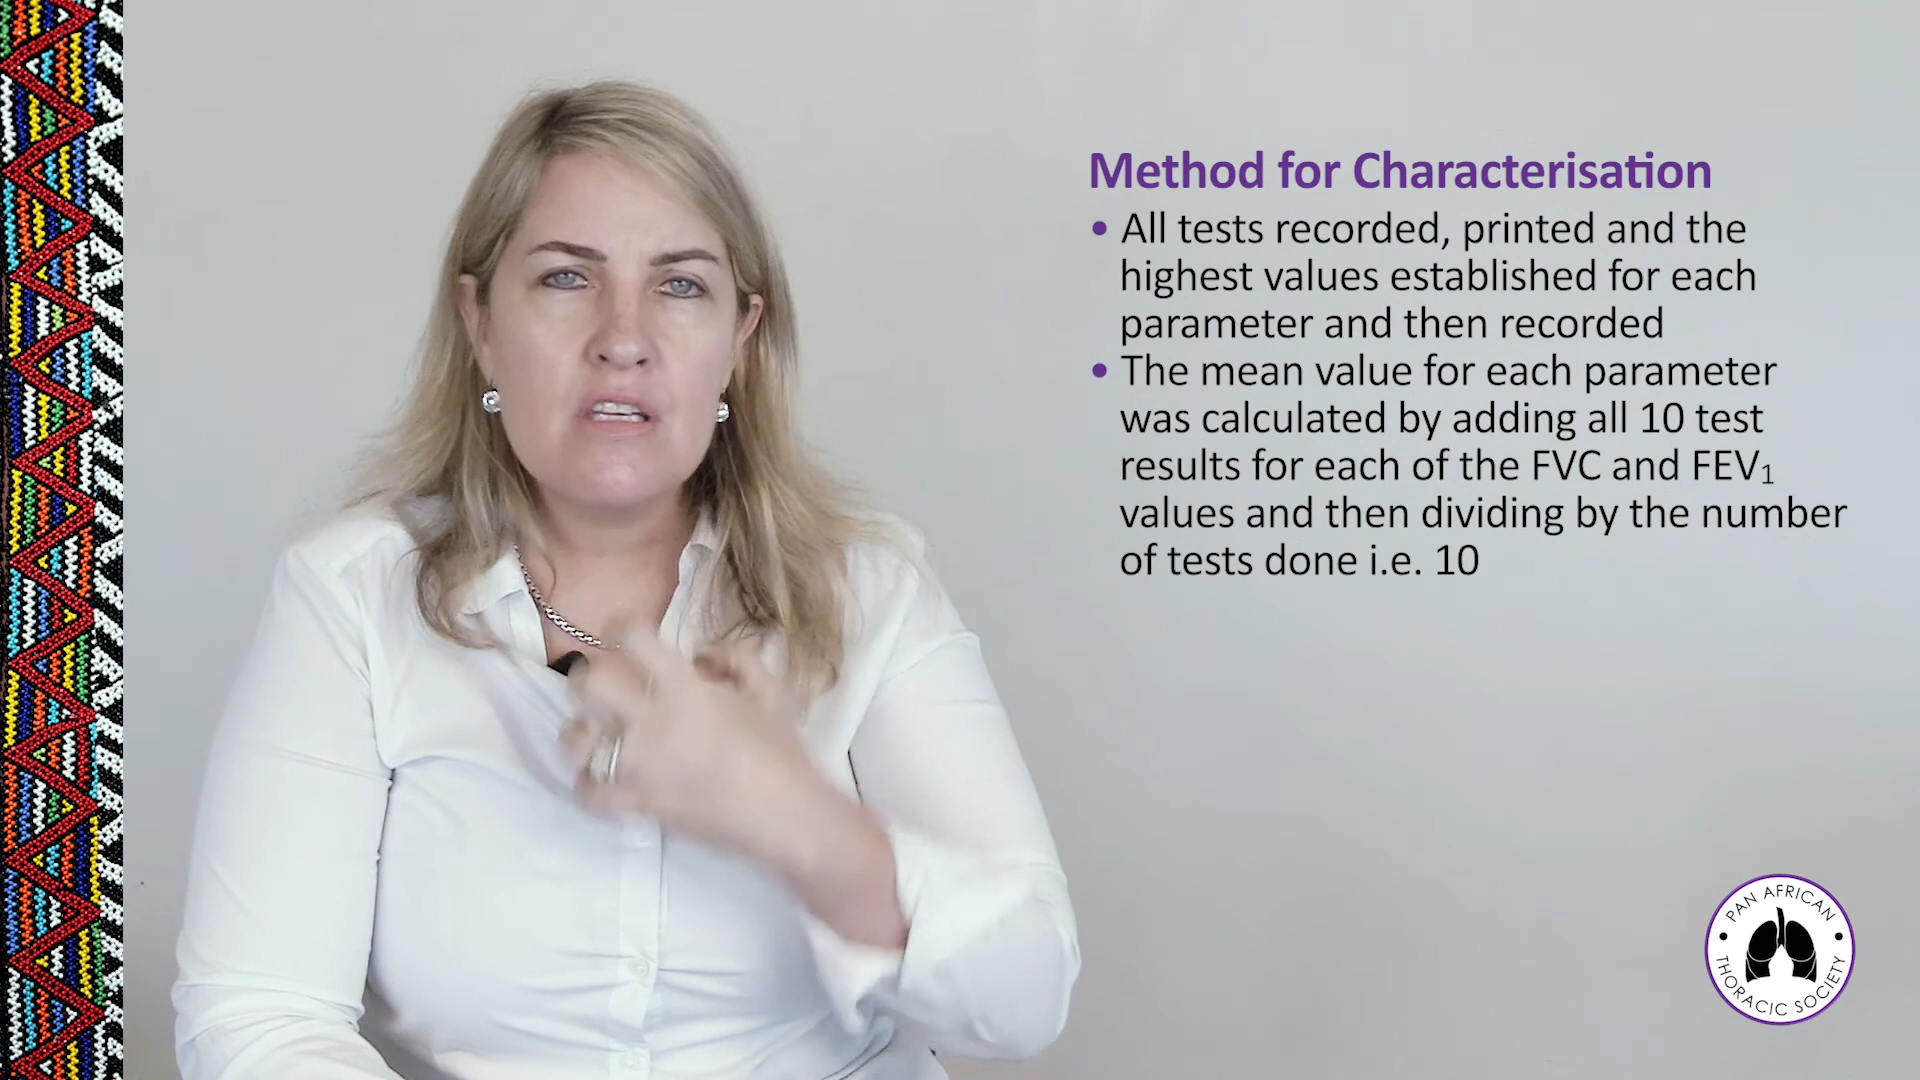 Method for Characterisation
• All tests recorded, printed and the
highest values established for each
parameter and then recorded
• The mean value for each parameter
was calculated by adding all 10 test
results for each of the FVC and FEV₁
values and then dividing by the number
of tests done i.e. 10
PAN AFRICAN
THORACIC SOCIETY